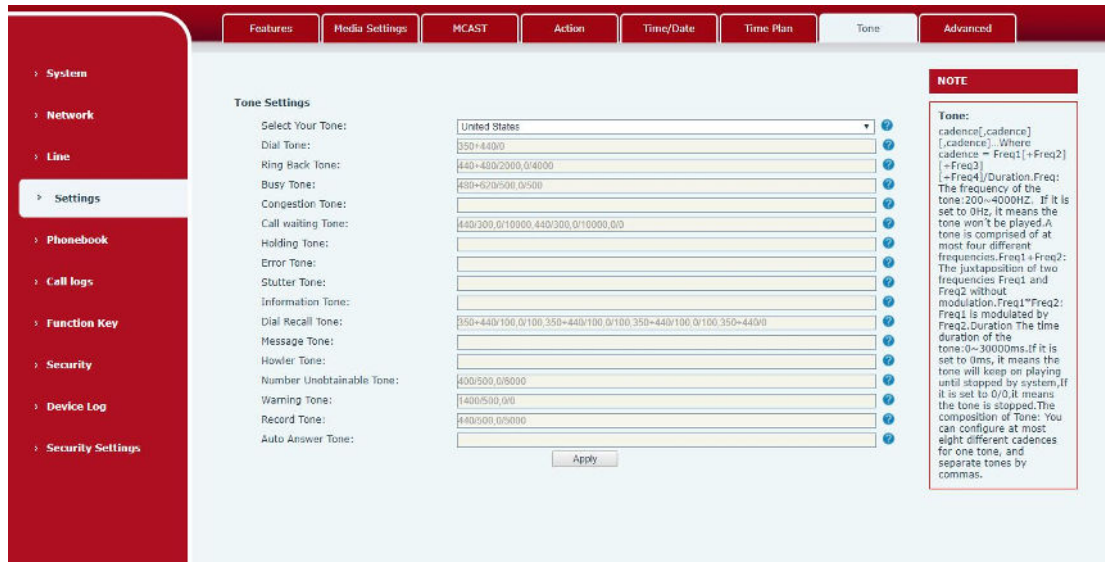 Features Media Settings MCAST Action Time/Date Time Plan Tone Advanced
System
Network
Line
Settings
Phonebook
Call logs
Function Key
Security
Device Log
Security Settings
Tone Settings
Select Your Tone: United States
Dial Tone: 350+440/0
Ring Back Tone: 440+480/2000,0/4000
Busy Tone: 480+620/500,0/500
Congestion Tone:
Call waiting Tone: 440/300,0/10000,440/300,0/10000,0/0
Holding Tone:
Error Tone:
Stutter Tone:
Information Tone:
Dial Recall Tone: 350+440/100,0/100,350+440/100,0/100,350+440/100,0/100,350+440/0
Message Tone:
Howler Tone:
Number Unobtainable Tone: 400/500,0/6000
Warning Tone: 1400/500,0/0
Record Tone: 440/500,0/5000
Auto Answer Tone:
Apply
NOTE
Tone:
cadence[,cadence]
[,cadence]...Where
cadence = Freq1[+Freq2]
[+Freq3]
[+Freq4]/Duration.Freq:
The frequency of the
tone:200~4000HZ. If it is
set to 0Hz, it means the
tone won't be played.A
tone is comprised of at
most four different
frequencies.Freq1+Freq2:
The juxtaposition of two
frequencies Freq1 and
Freq2 without
modulation.Freq1*Freq2:
Freq1 is modulated by
Freq2.Duration The time
duration of the
tone:0~30000ms.If it is
set to 0ms, it means the
tone will keep on playing
until stopped by system,If
it is set to 0/0,it means
the tone is stopped.The
composition of Tone: You
can configure at most
eight different cadences
for one tone, and
separate tones by
commas.